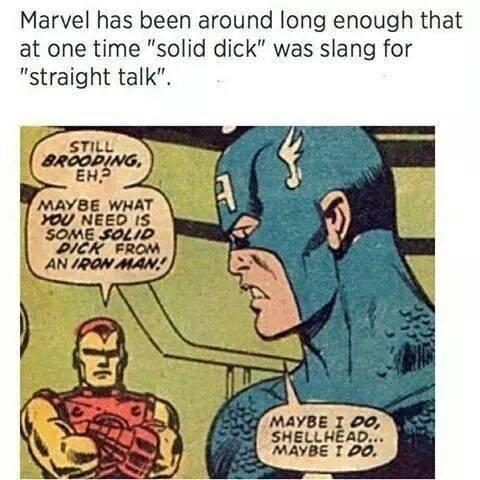 Marvel has been around long enough that
at one time "solid dick" was slang for
"straight talk".
STILL
BROODING,
EH?
MAYBE WHAT
YOU NEED IS
SOME SOLID
DICK FROM
AN IRON MAN!
A
MAYBE I DO,
SHELLHEAD...
MAYBE I DO.